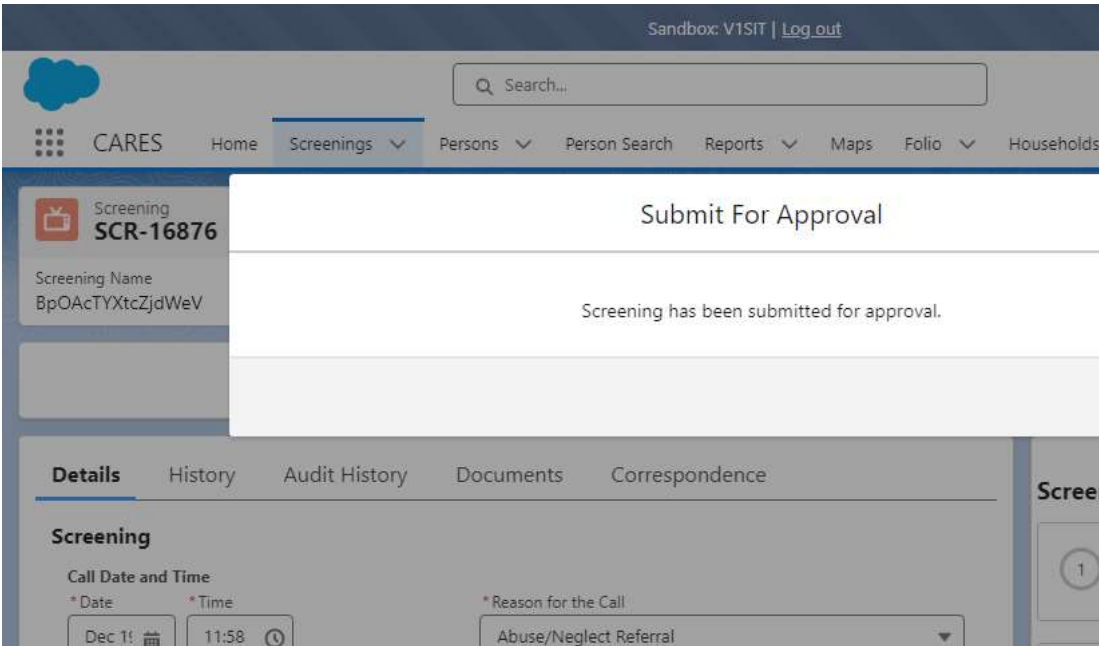 Sandbox: V1SIT | Log out
Search...
CARES Home Screenings Persons Person Search Reports Maps Folio Households
Screening
SCR-16876
Submit For Approval
Screening Name
BpOAcTYXtcZjdWeV
Screening has been submitted for approval.
Details History Audit History Documents Correspondence
Scree
Screening
1
Call Date and Time
*Date *Time *Reason for the Call
Dec 11:58 Abuse/Neglect Referral